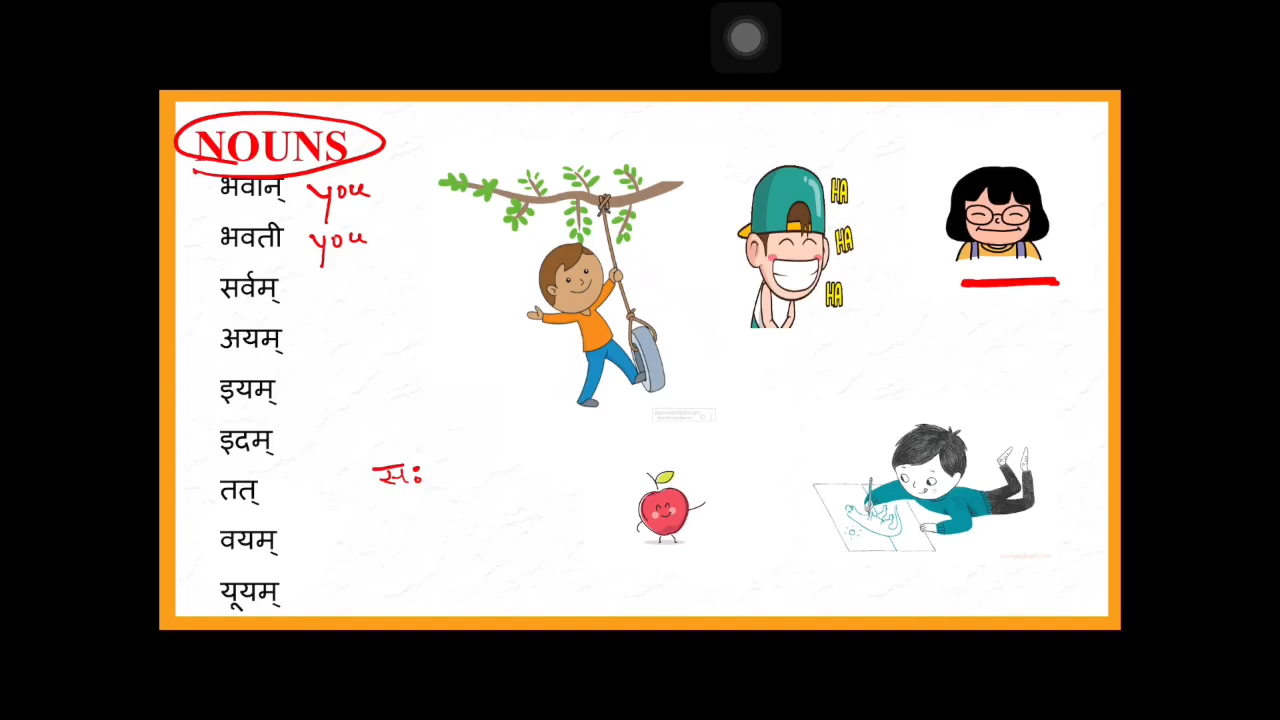 NOUNS
भवान् you
भवती you
सर्वम्
अयम्
इयम्
इदम्
सः
तत्
वयम्
यूयम्
HA
HA
HA